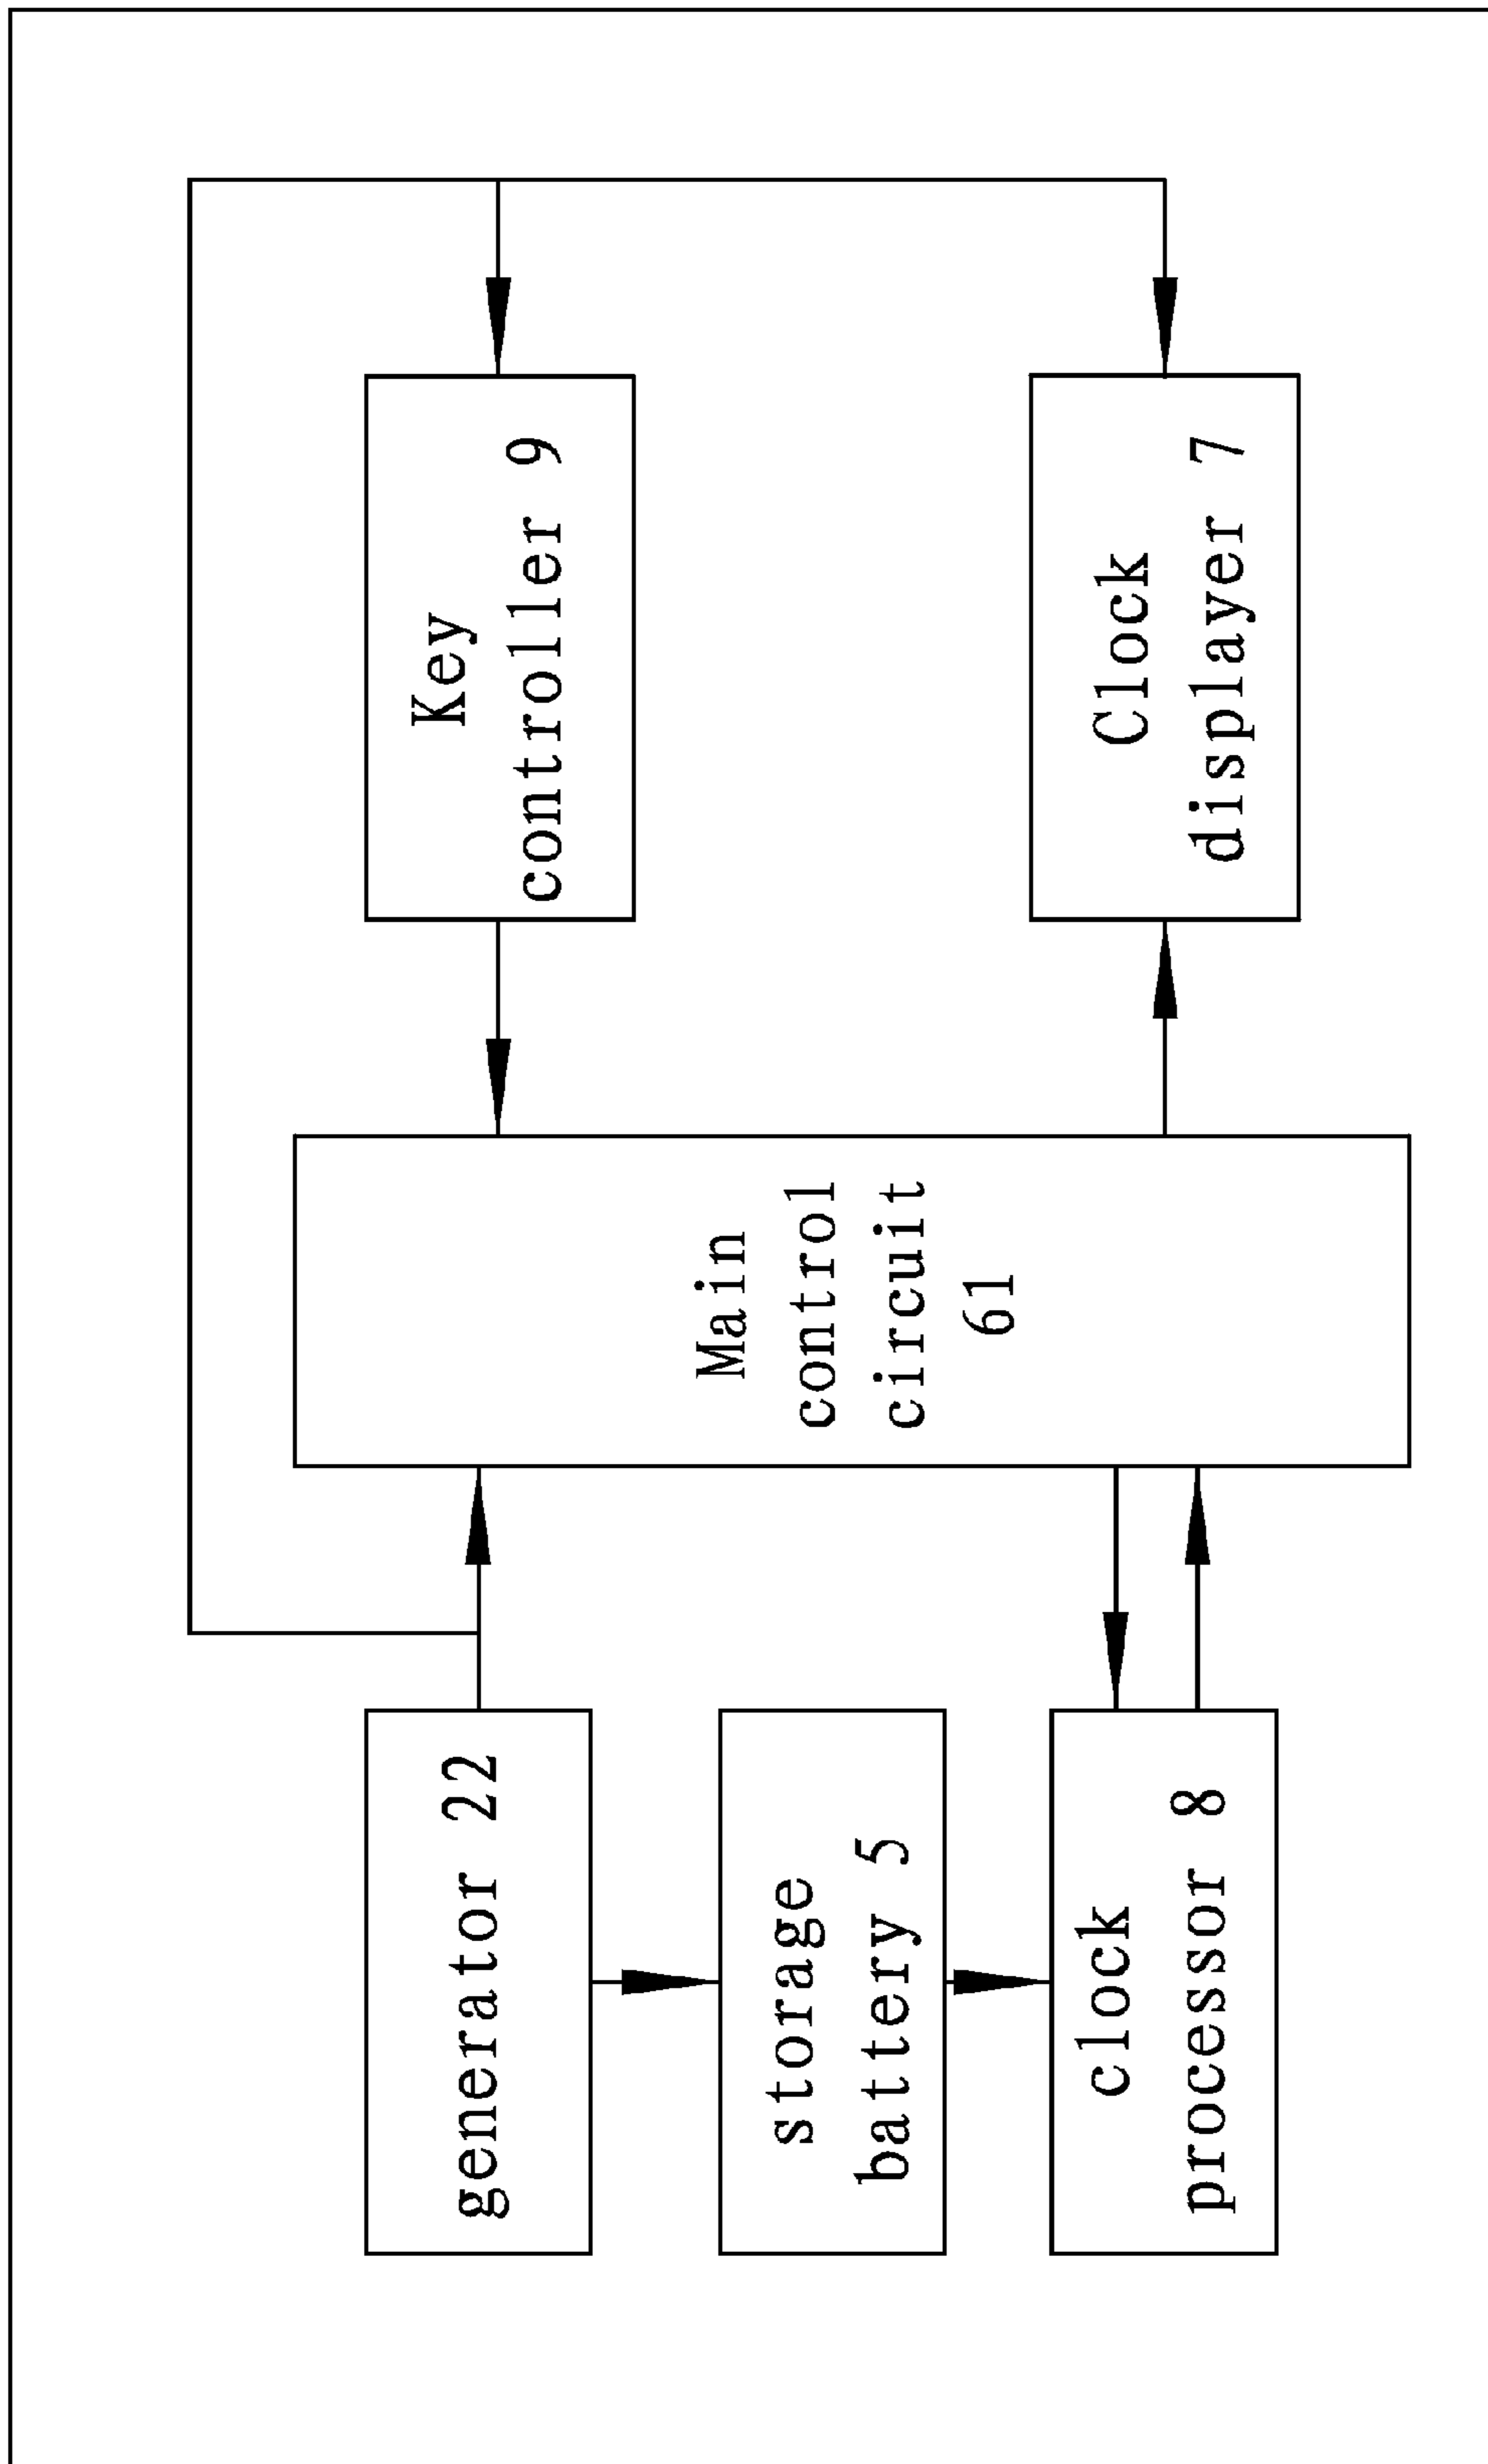 generator 22
storage
battery 5
clock
processor 8
Main
control
circuit
61
Key
controller 9
Clock
displayer 7